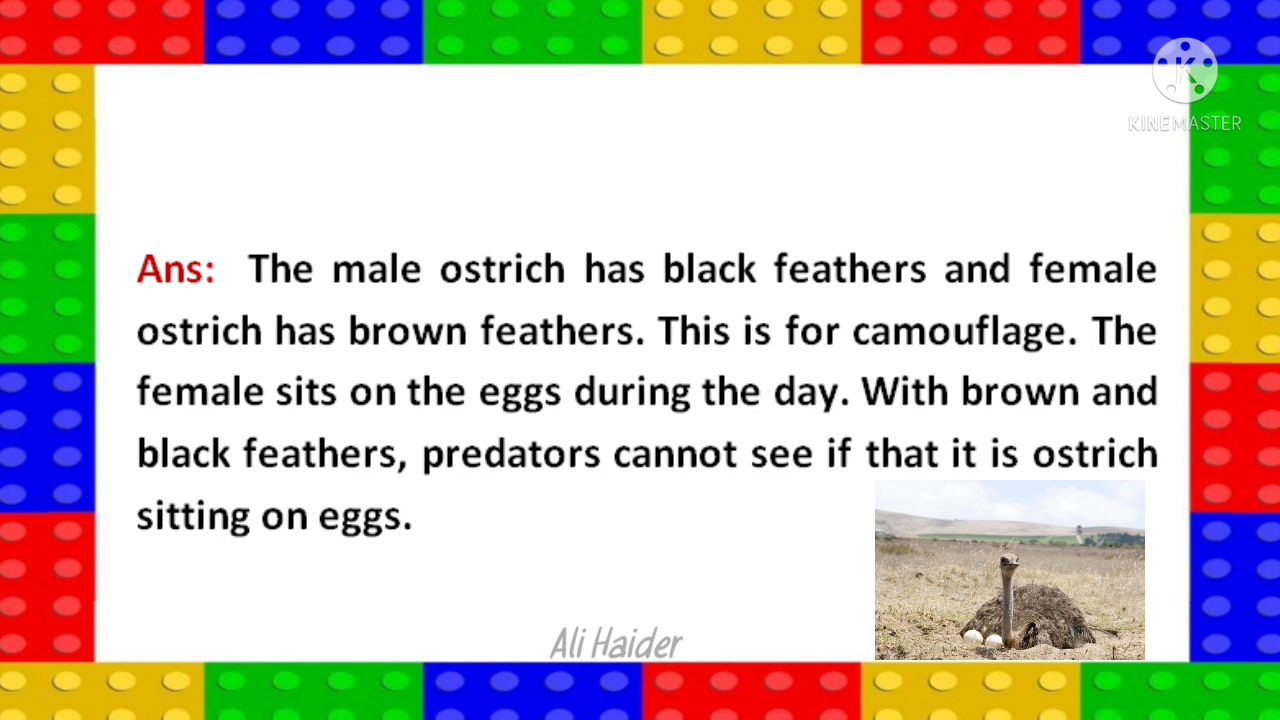 KINEMASTER
Ans: The male ostrich has black feathers and female
ostrich has brown feathers. This is for camouflage. The
female sits on the eggs during the day. With brown and
black feathers, predators cannot see if that it is ostrich
sitting on eggs.
Ali Haider